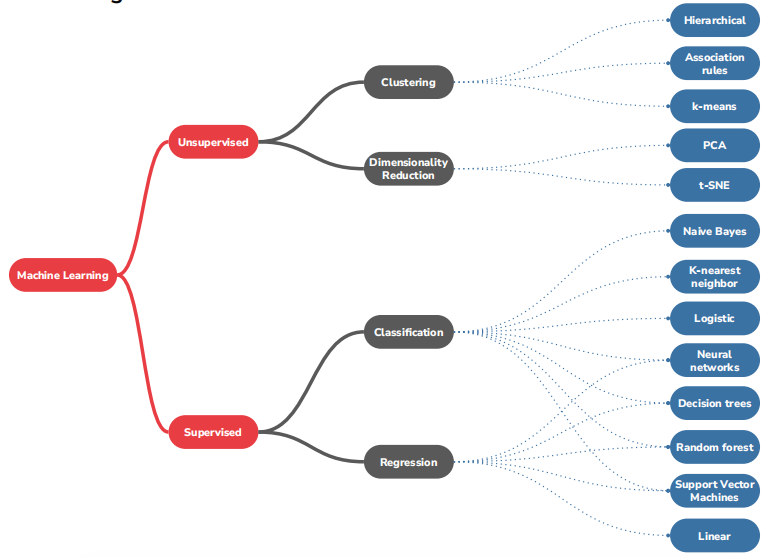 Hierarchical
Association
rules
Clustering
k-means
Unsupervised
PCA
Dimensionality
Reduction
t-SNE
Naive Bayes
Machine Learning
K-nearest
neighbor
Logistic
Classification
Neural
networks
Decision trees
Supervised
Random forest
Regression
Support Vector
Machines
Linear